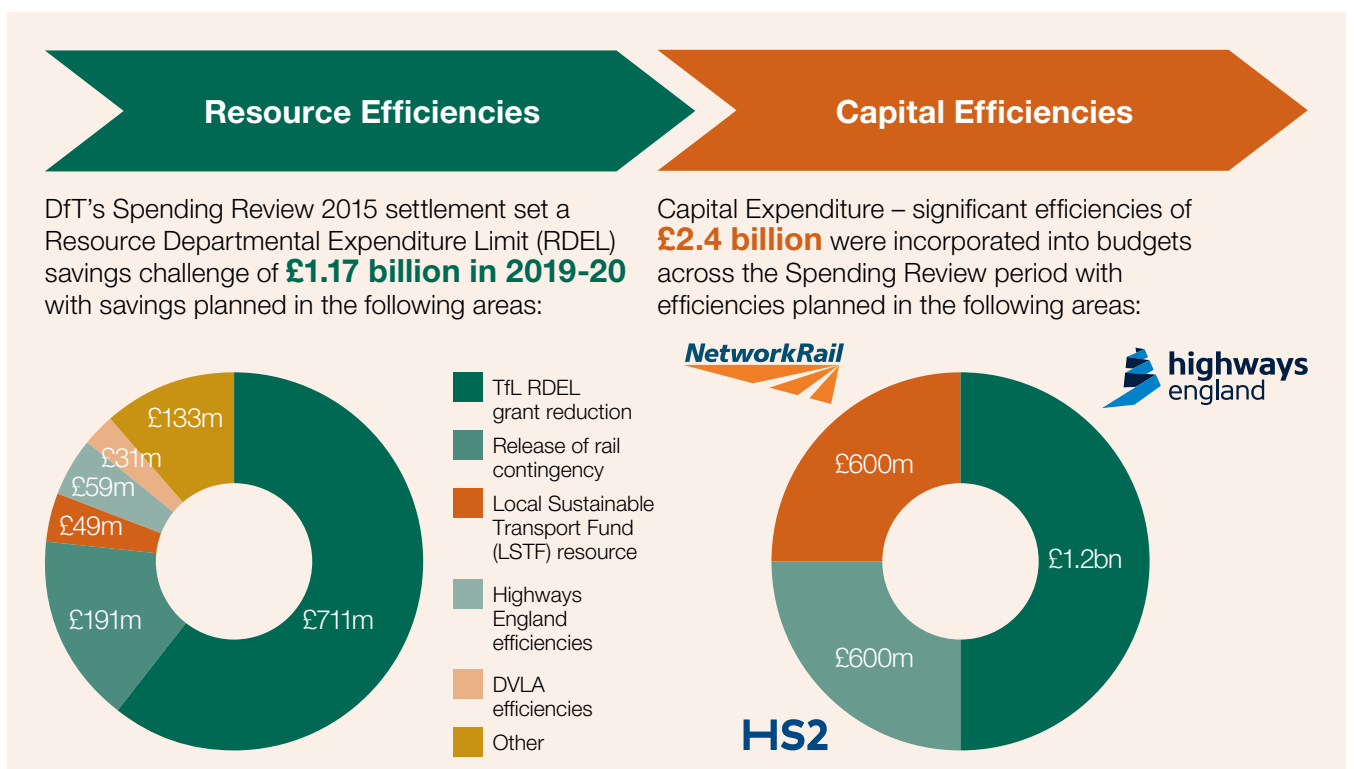 Resource Efficiencies
DfT's Spending Review 2015 settlement set a
Resource Departmental Expenditure Limit (RDEL)
savings challenge of £1.17 billion in 2019-20
with savings planned in the following areas:
£133m
£31m
£59m
£49m
£191m
£711m
TfL RDEL
grant reduction
Release of rail
contingency
Local Sustainable
Transport Fund
(LSTF) resource
Highways
England
efficiencies
DVLA
efficiencies
Other
Capital Efficiencies
Capital Expenditure – significant efficiencies of
£2.4 billion were incorporated into budgets
across the Spending Review period with
efficiencies planned in the following areas:
NetworkRail
highways
england
£600m
£1.2bn
£600m
HS2